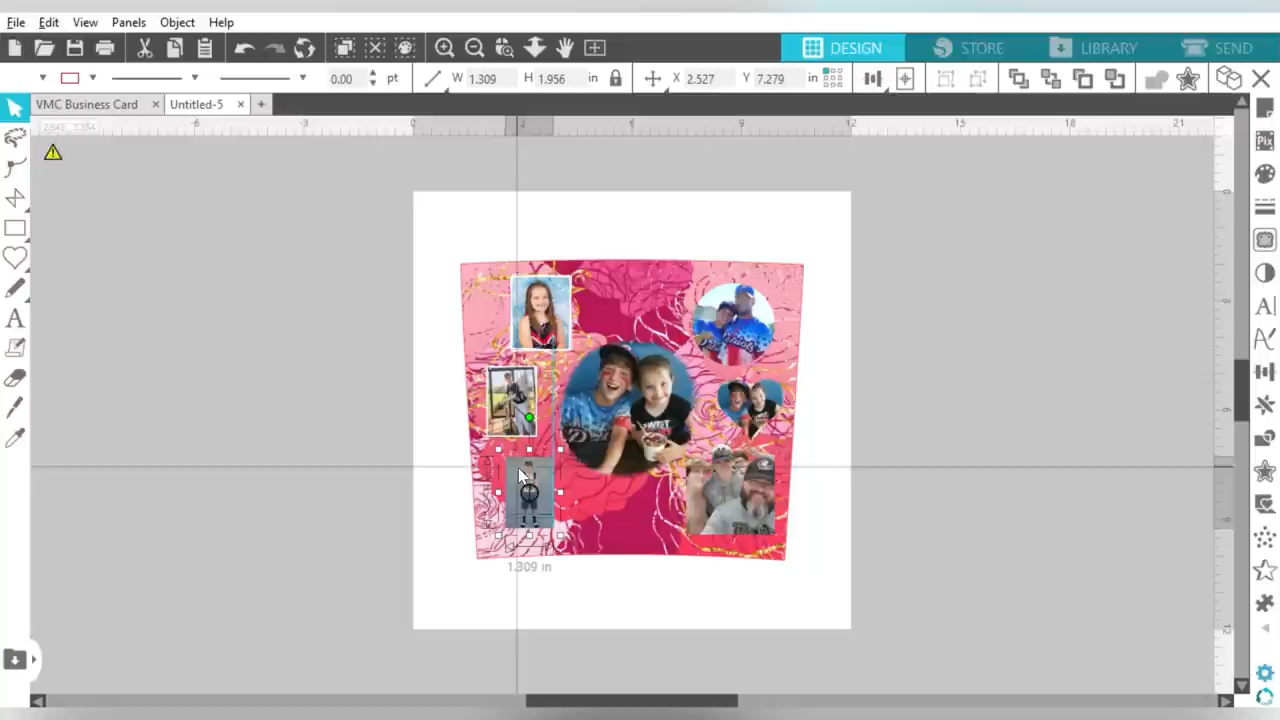 File Edit View Panels Object Help
DESIGN STORE LIBRARY SEND
0.00 pt W 1.309 H 1.956 in X 2.527 Y 7.279 in
VMC Business Card × Untitled-5 × +
-6 -3 0 9 12 15 18 21
Pix
1.309 in